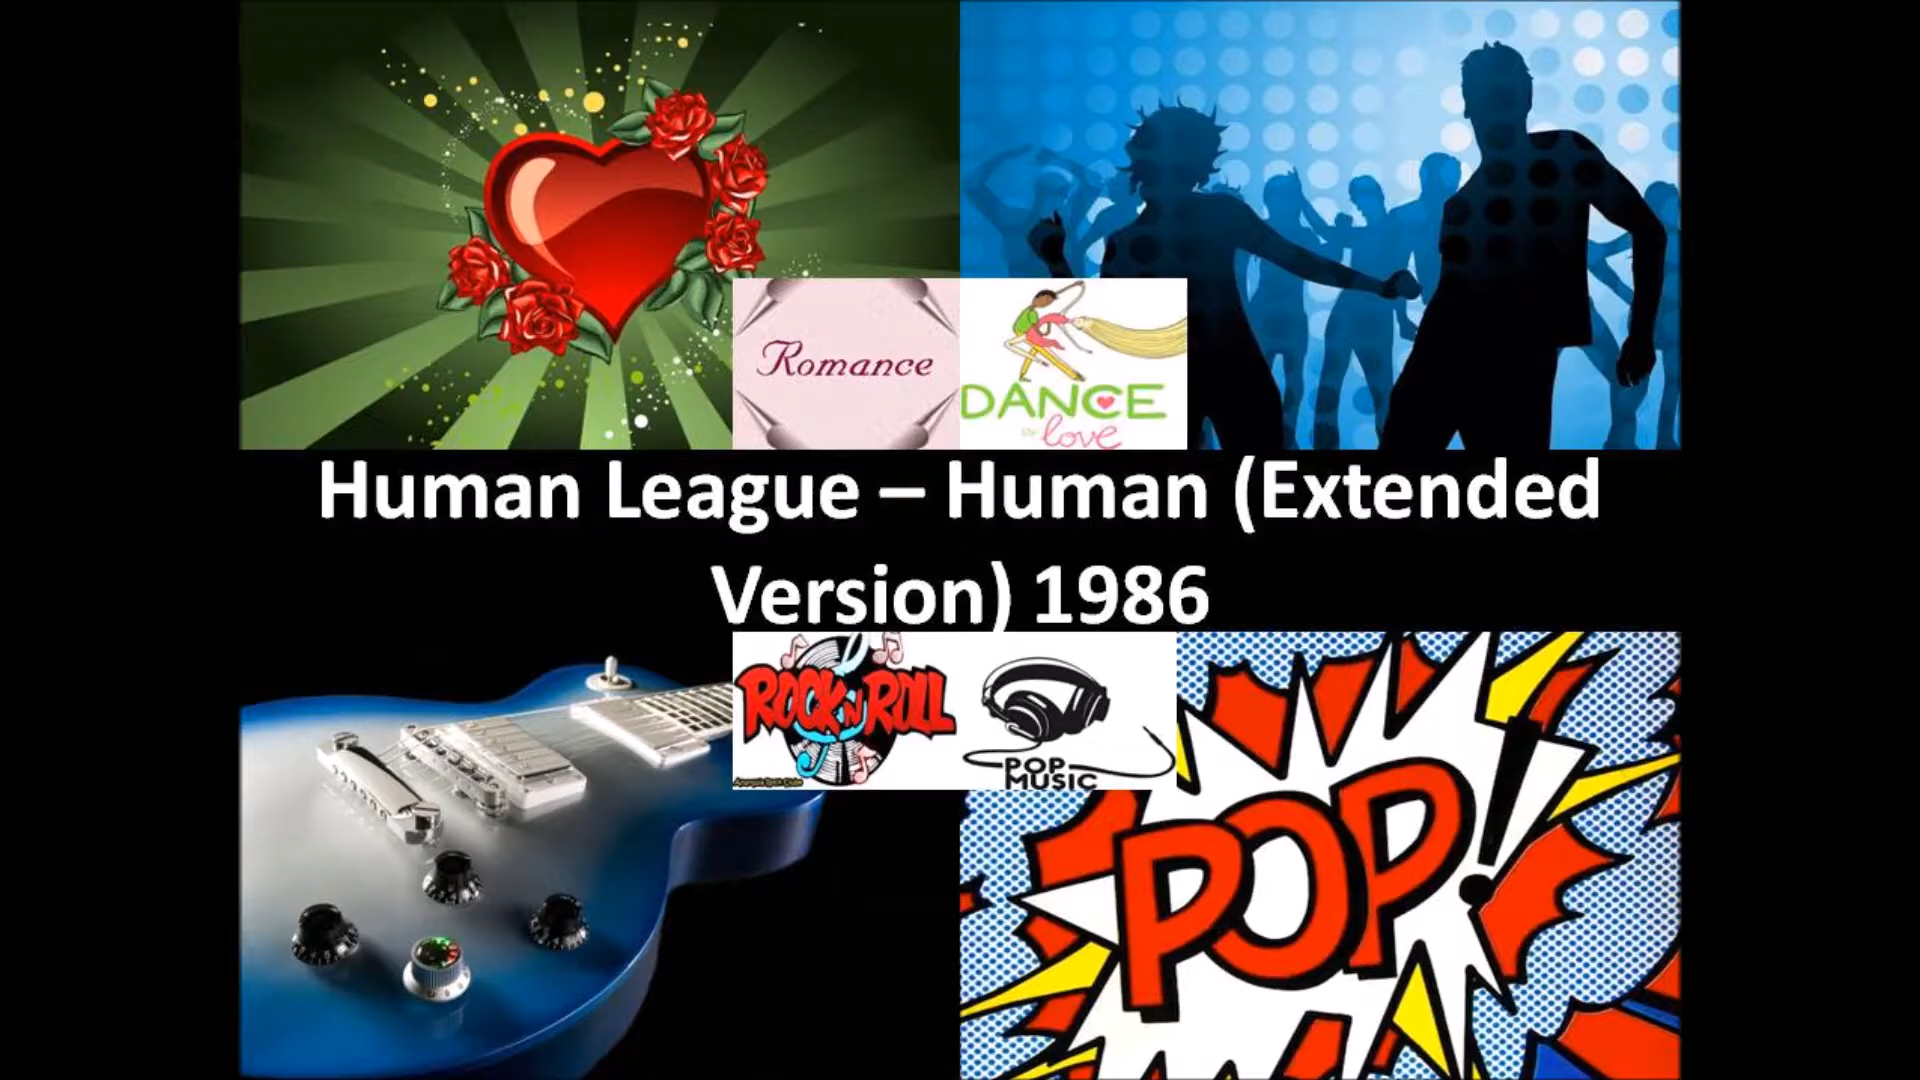 Romance
DANCE
love
Human League – Human (Extended
Version) 1986
ROCK N ROLL
POP
MUSIC
POP!